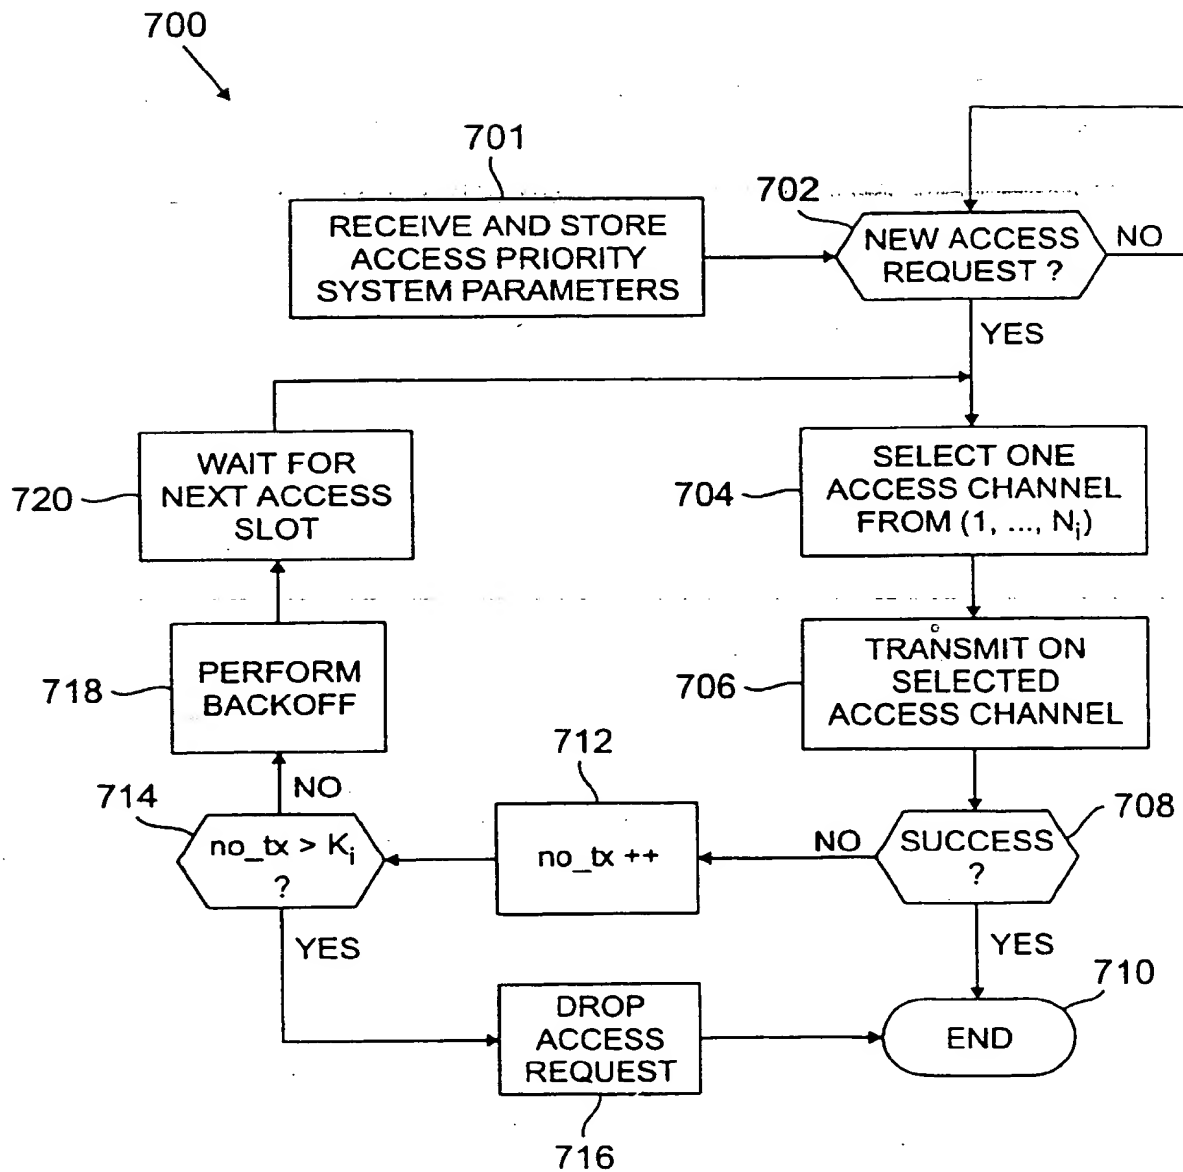 700
701
RECEIVE AND STORE
ACCESS PRIORITY
SYSTEM PARAMETERS
702
NEW ACCESS
REQUEST ?
NO
YES
720
WAIT FOR
NEXT ACCESS
SLOT
704
SELECT ONE
ACCESS CHANNEL
FROM (1, ..., Ni)
718
PERFORM
BACKOFF
706
TRANSMIT ON
SELECTED
ACCESS CHANNEL
714
NO
no_tx > Ki
?
YES
712
no_tx ++
NO
708
SUCCESS
?
YES
DROP
ACCESS
REQUEST
716
710
END